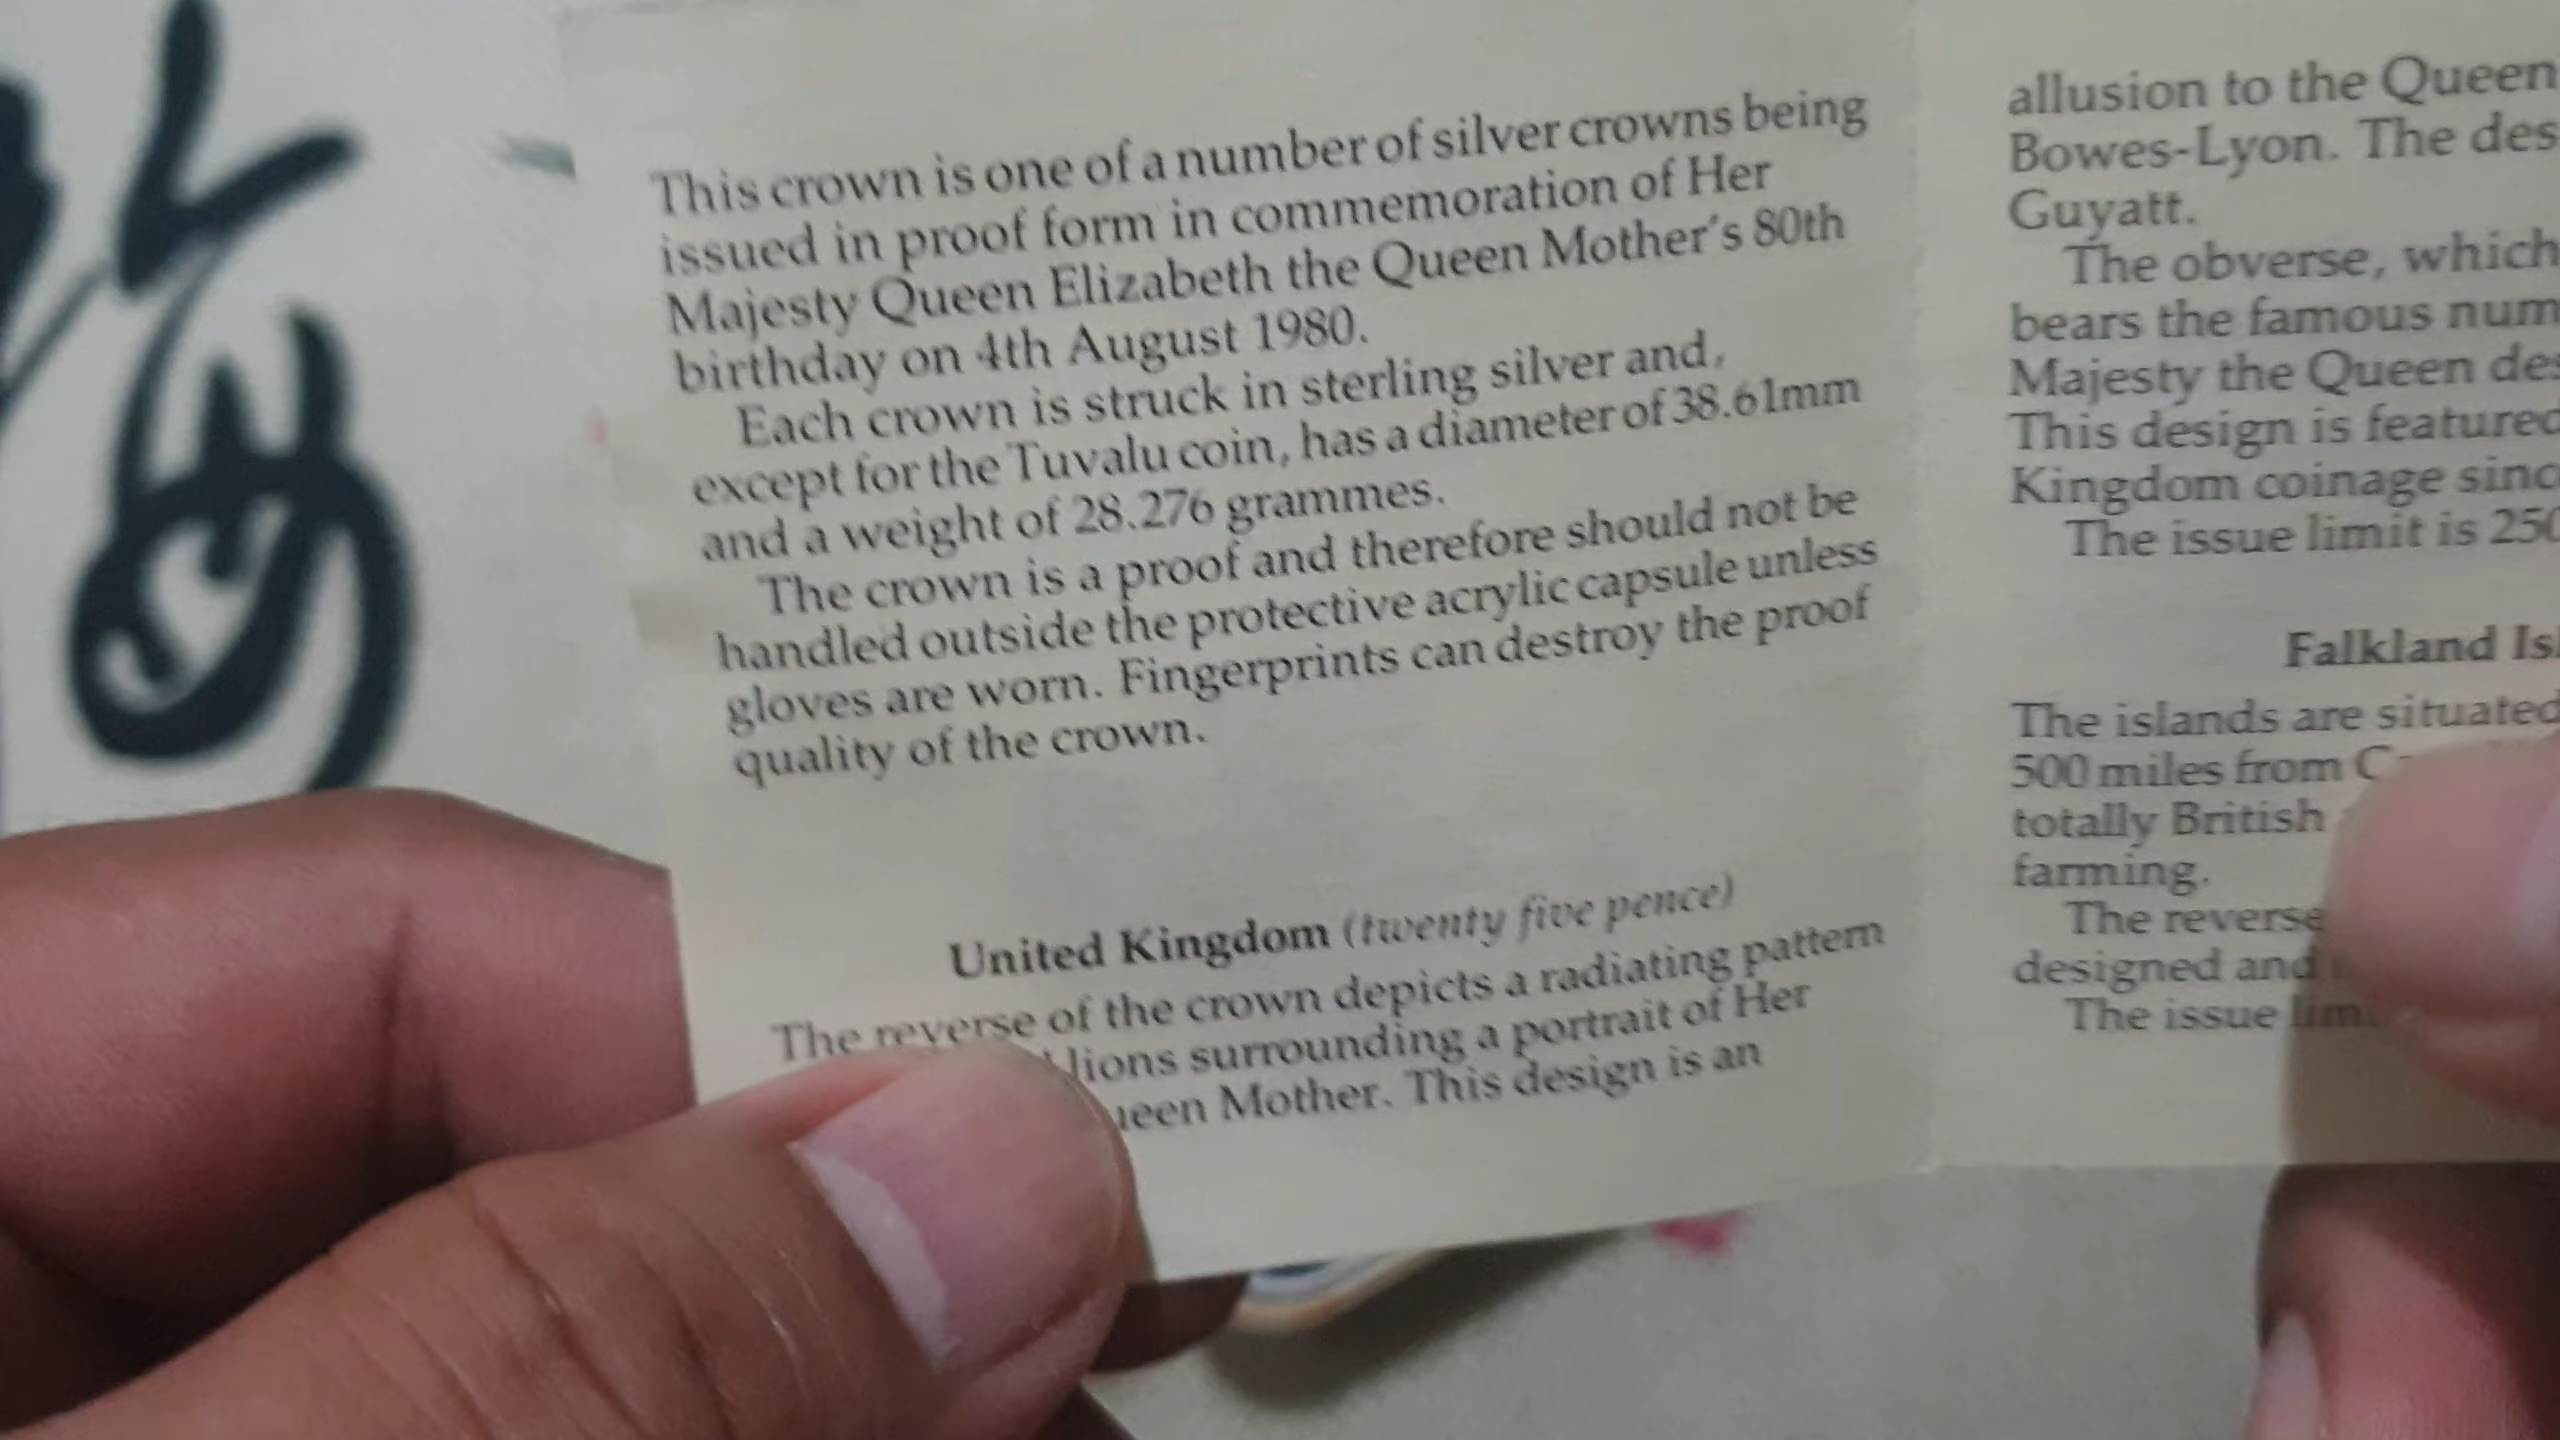 This crown is one of a number of silver crowns being
issued in proof form in commemoration of Her
Majesty Queen Elizabeth the Queen Mother's 80th
birthday on 4th August 1980.
Each crown is struck in sterling silver and,
except for the Tuvalu coin, has a diameter of 38.61mm
and a weight of 28.276 grammes.
The crown is a proof and therefore should not be
handled outside the protective acrylic capsule unless
gloves are worn. Fingerprints can destroy the proof
quality of the crown.
United Kingdom (twenty five pence)
The reverse of the crown depicts a radiating pattern
lions surrounding a portrait of Her
Mother. This design is an
allusion to the Queen
Bowes-Lyon. The
Guyatt.
The obverse, which
bears the famous
Majesty the Queen
This design is featured
Kingdom coinage
The issue limit is
Falkland
The islands are situated
500 miles from
totally British
farming.
The reverse
designed and
The issue